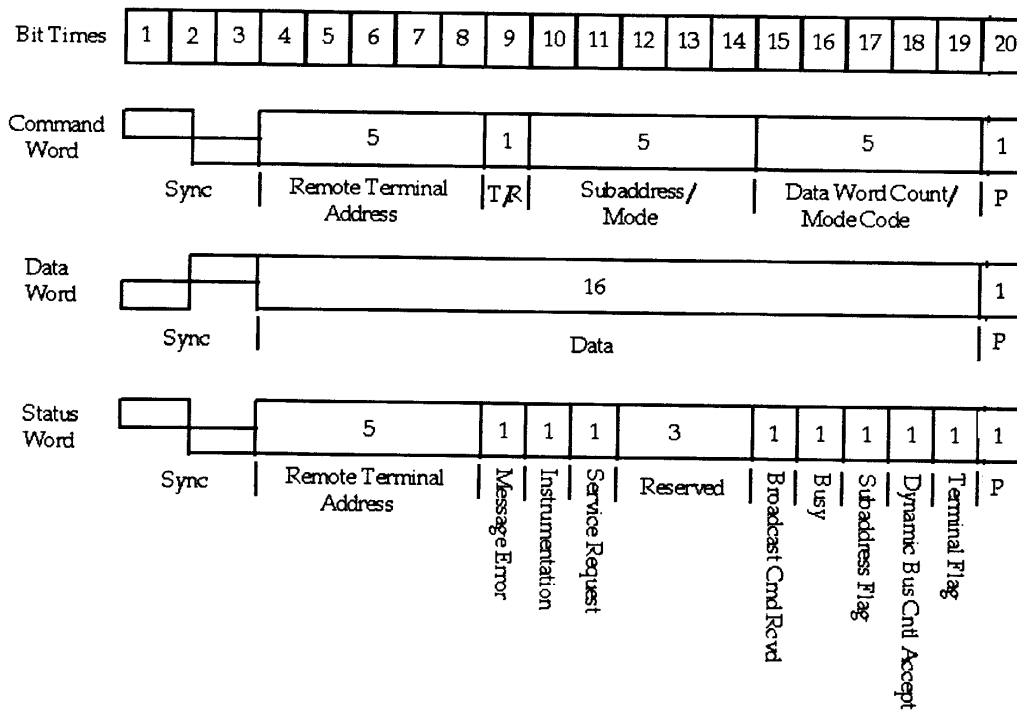 Bit Times 1 2 3 4 5 6 7 8 9 10 11 12 13 14 15 16 17 18 19 20
Command
Word
5 1 5 5 1
Sync Remote Terminal
Address T/R Subaddress/
Mode Data Word Count/
Mode Code P
Data
Word
16 1
Sync Data P
Status
Word
5 1 1 1 3 1 1 1 1 1 1
Sync Remote Terminal
Address
Message Error
Instrumentation
Service Request
Reserved
Broadcast Cmd Rcvd
Busy
Subaddress Flag
Dynamic Bus Cntl Accept
Terminal Flag
P